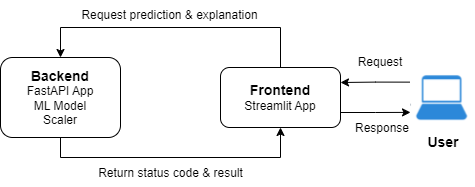 Request prediction & explanation
Backend
FastAPI App
ML Model
Scaler
Frontend
Streamlit App
Request
Response
User
Return status code & result